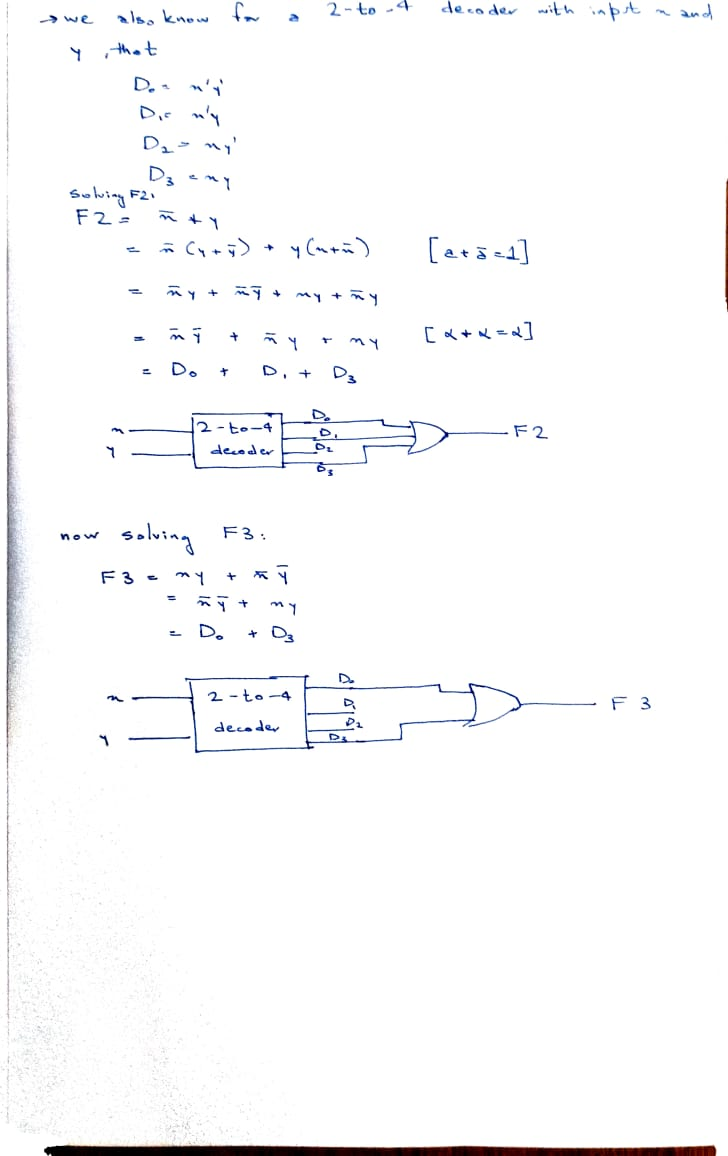 → we also know for a 2-to-4 decoder with input x and
y, that
D₀ = x'y'
D₁ = x'y
D₂ = xy'
D₃ = xy
Solving F2:
F2 = x̄ + y
= x̄(y+ȳ) + y(x+x̄) [a+ā=1]
= x̄y + x̄ȳ + xy + x̄y
= x̄ȳ + x̄y + xy [α+α=α]
= D₀ + D₁ + D₃
x
y
2-to-4
decoder
D₀
D₁
D₂
D₃
F2
now solving F3:
F3 = xy + x̄ȳ
= x̄ȳ + xy
= D₀ + D₃
x
y
2-to-4
decoder
D₀
D₁
D₂
D₃
F3